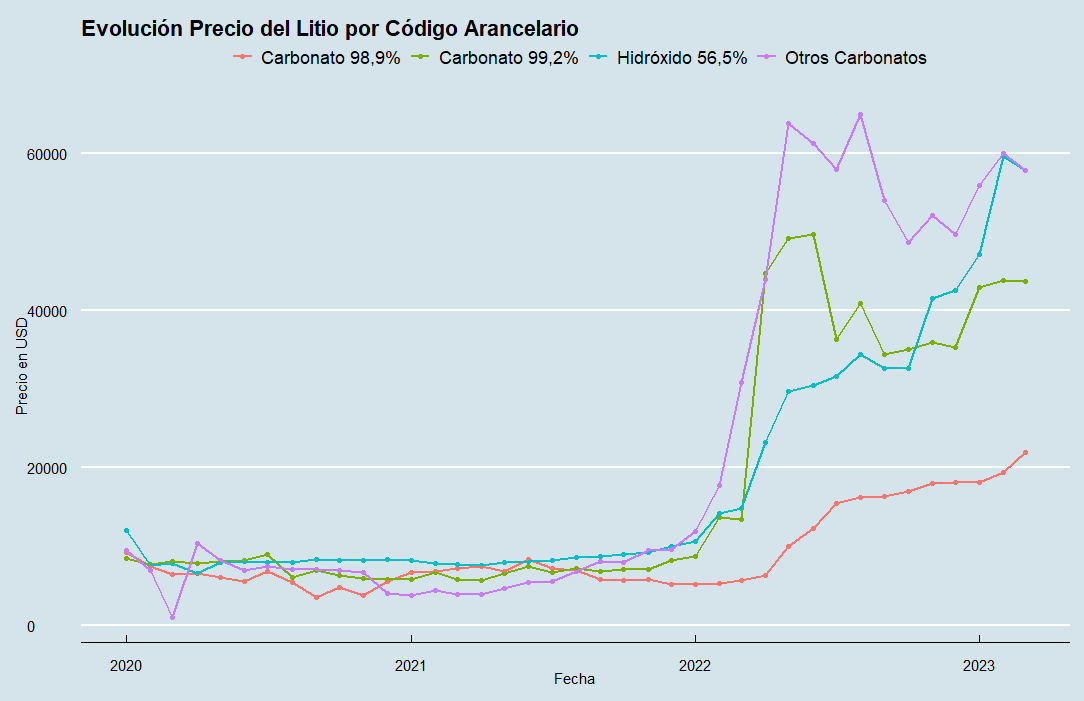 Evolución Precio del Litio por Código Arancelario
Carbonato 98,9% Carbonato 99,2% Hidróxido 56,5% Otros Carbonatos
Precio en USD
60000
40000
20000
0
2020 2021 2022 2023
Fecha